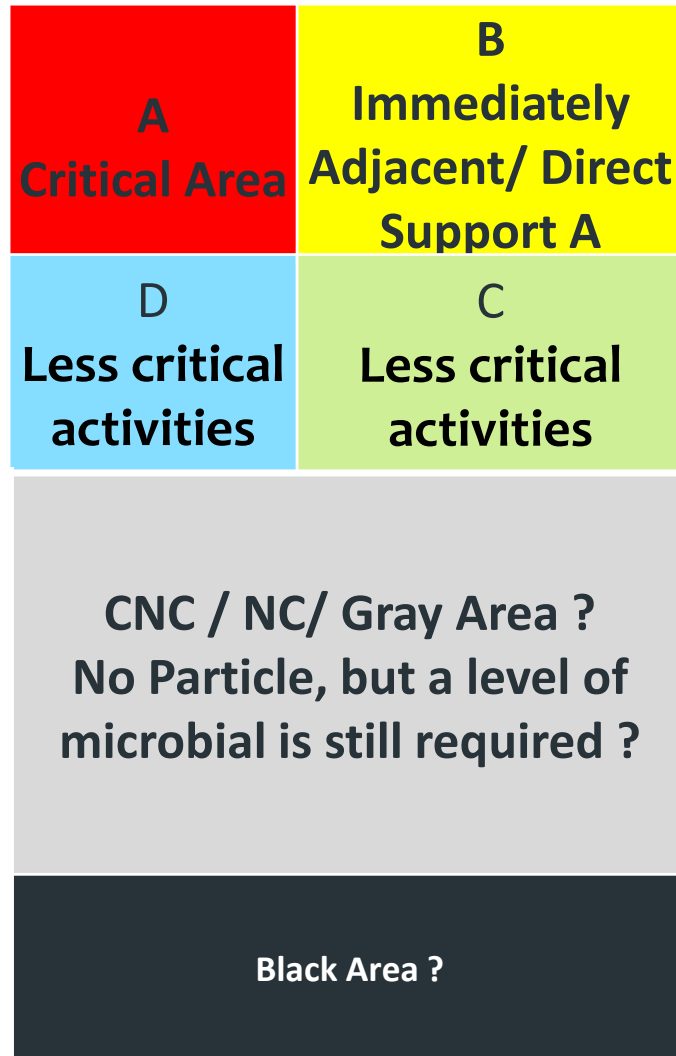 A
Critical Area
B
Immediately
Adjacent/ Direct
Support A
D
Less critical
activities
C
Less critical
activities
CNC / NC/ Gray Area ?
No Particle, but a level of
microbial is still required ?
Black Area ?